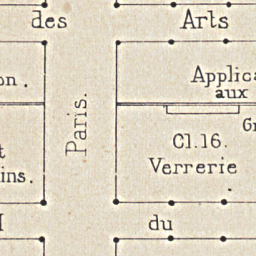 des Arts
on.
Applica
aux
Paris.
Gr
Cl.16.
t
Verrerie
ins.
du